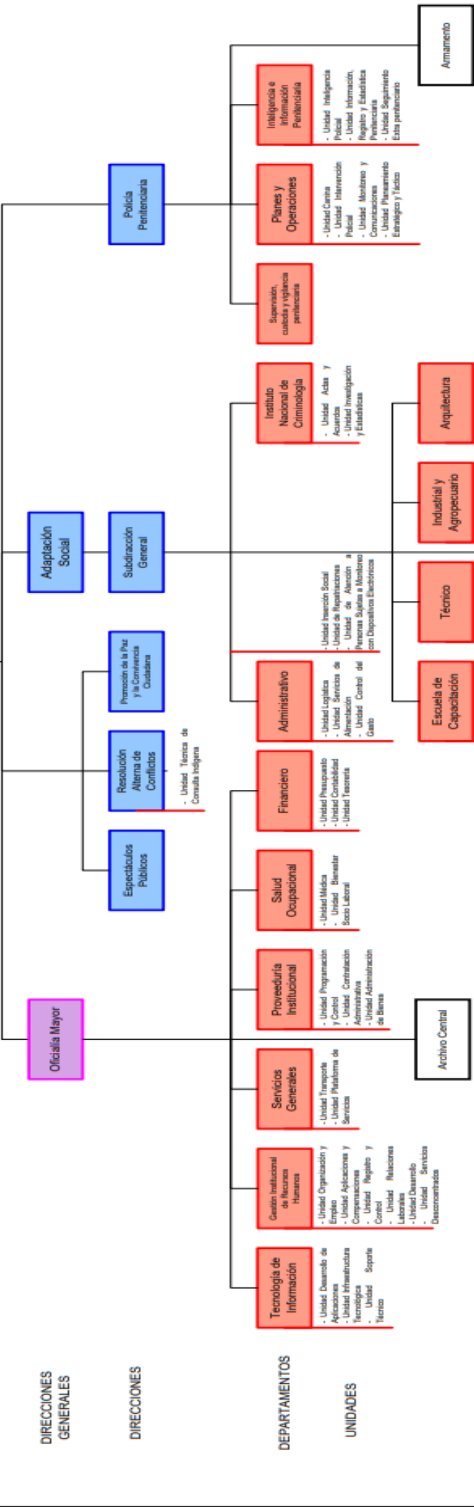 DIRECCIONES
GENERALES
Oficialía Mayor
Adaptación
Social
DIRECCIONES
Espectáculos
Públicos
Resolución
Alterna de
Conflictos
- Unidad Técnica de
Consulta Indígena
Promoción de la Paz
y la Convivencia
Ciudadana
Subdiracción
General
Policía
Penitenciaria
DEPARTAMENTOS
UNIDADES
Tecnología de
Información
- Unidad Desarrollo de
Aplicaciones
- Unidad Infraestructura
Tecnológica
- Unidad Soporte
Técnico
Gestión Institucional
de Recursos
Humanos
- Unidad Organización y
Empleo
- Unidad Aplicaciones y
Compensaciones
- Unidad Registro y
Control
- Unidad Relaciones
Laborales
- Unidad Desarrollo
- Unidad Servicios
Desconcentrados
Servicios
Generales
- Unidad Transporte
- Unidad Plataforma de
Servicios
Proveeduría
Institucional
- Unidad Programación
y Control
- Unidad Contratación
Administrativa
- Unidad Administración
de Bienes
Salud
Ocupacional
- Unidad Médica
- Unidad Bienestar
Socio Laboral
Financiero
- Unidad Presupuesto
- Unidad Contabilidad
- Unidad Tesorería
Administrativo
- Unidad Logística
- Unidad Servicios de
Alimentación
- Unidad Control del
Gasto
- Unidad Inserción Social
- Unidad de Repatriaciones
- Unidad de Atención a
Personas Sujetas a Monitoreo
con Dispositivos Electrónicos
Instituto
Nacional de
Criminología
- Unidad Actas y
Acuerdos
- Unidad Investigación
y Estadísticas
Supervisión,
custodia y vigilancia
penitenciaria
Planes y
Operaciones
- Unidad Canina
- Unidad Intervención
Policial
- Unidad Monitoreo y
Comunicaciones
- Unidad Planeamiento
Estratégico y Táctico
Inteligencia e
Información
Penitenciaria
- Unidad Inteligencia
Policial
- Unidad Información,
Registro y Estadística
Penitenciaria
- Unidad Seguimiento
Extra penitenciario
Archivo Central
Escuela de
Capacitación
Técnico
Industrial y
Agropecuario
Arquitectura
Armamento